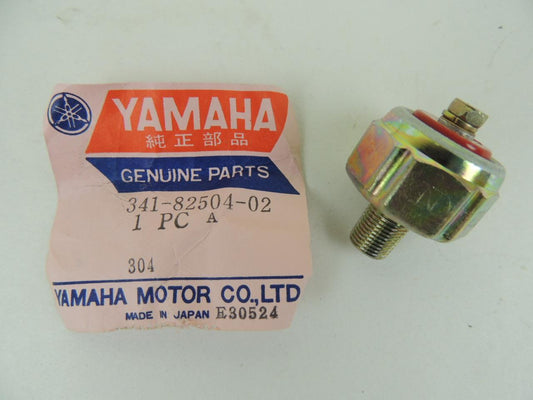 YAMAHA
純正部品
GENUINE PARTS
341-82504-02
1 PC A
304
YAMAHA MOTOR CO.,LTD
MADE IN JAPAN E30524